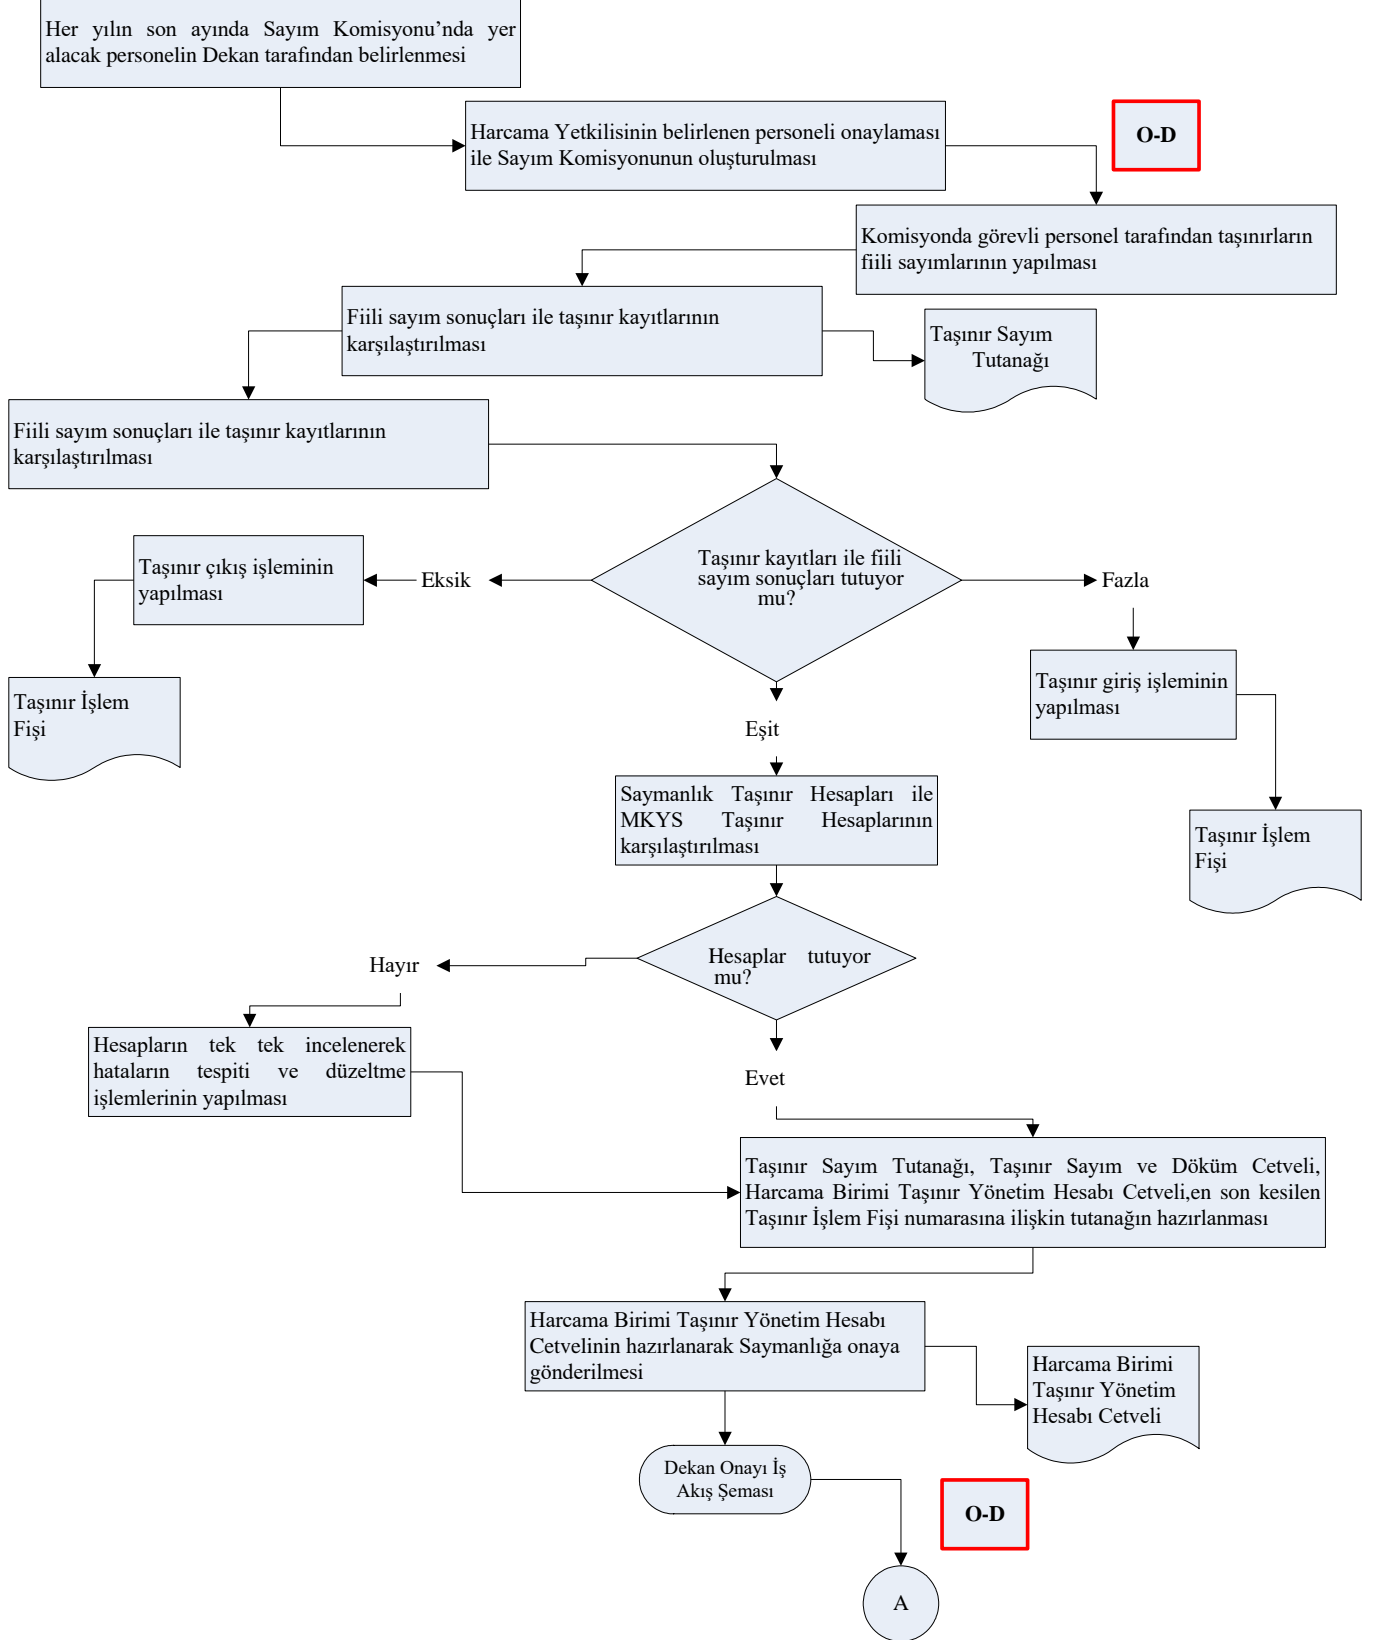 Her yılın son ayında Sayım Komisyonu’nda yer
alacak personelin Dekan tarafından belirlenmesi
Harcama Yetkilisinin belirlenen personeli onaylaması
ile Sayım Komisyonunun oluşturulması
O-D
Komisyonda görevli personel tarafından taşınırların
fiili sayımlarının yapılması
Fiili sayım sonuçları ile taşınır kayıtlarının
karşılaştırılması
Taşınır Sayım
Tutanağı
Fiili sayım sonuçları ile taşınır kayıtlarının
karşılaştırılması
Taşınır kayıtları ile fiili
sayım sonuçları tutuyor
mu?
Taşınır çıkış işleminin
yapılması
Eksik
Fazla
Taşınır İşlem
Fişi
Taşınır giriş işleminin
yapılması
Eşit
Saymanlık Taşınır Hesapları ile
MKYS Taşınır Hesaplarının
karşılaştırılması
Taşınır İşlem
Fişi
Hesaplar tutuyor
mu?
Hayır
Hesapların tek tek incelenerek
hataların tespiti ve düzeltme
işlemlerinin yapılması
Evet
Taşınır Sayım Tutanağı, Taşınır Sayım ve Döküm Cetveli,
Harcama Birimi Taşınır Yönetim Hesabı Cetveli,en son kesilen
Taşınır İşlem Fişi numarasına ilişkin tutanağın hazırlanması
Harcama Birimi Taşınır Yönetim Hesabı
Cetvelinin hazırlanarak Saymanlığa onaya
gönderilmesi
Harcama Birimi
Taşınır Yönetim
Hesabı Cetveli
Dekan Onayı İş
Akış Şeması
O-D
A